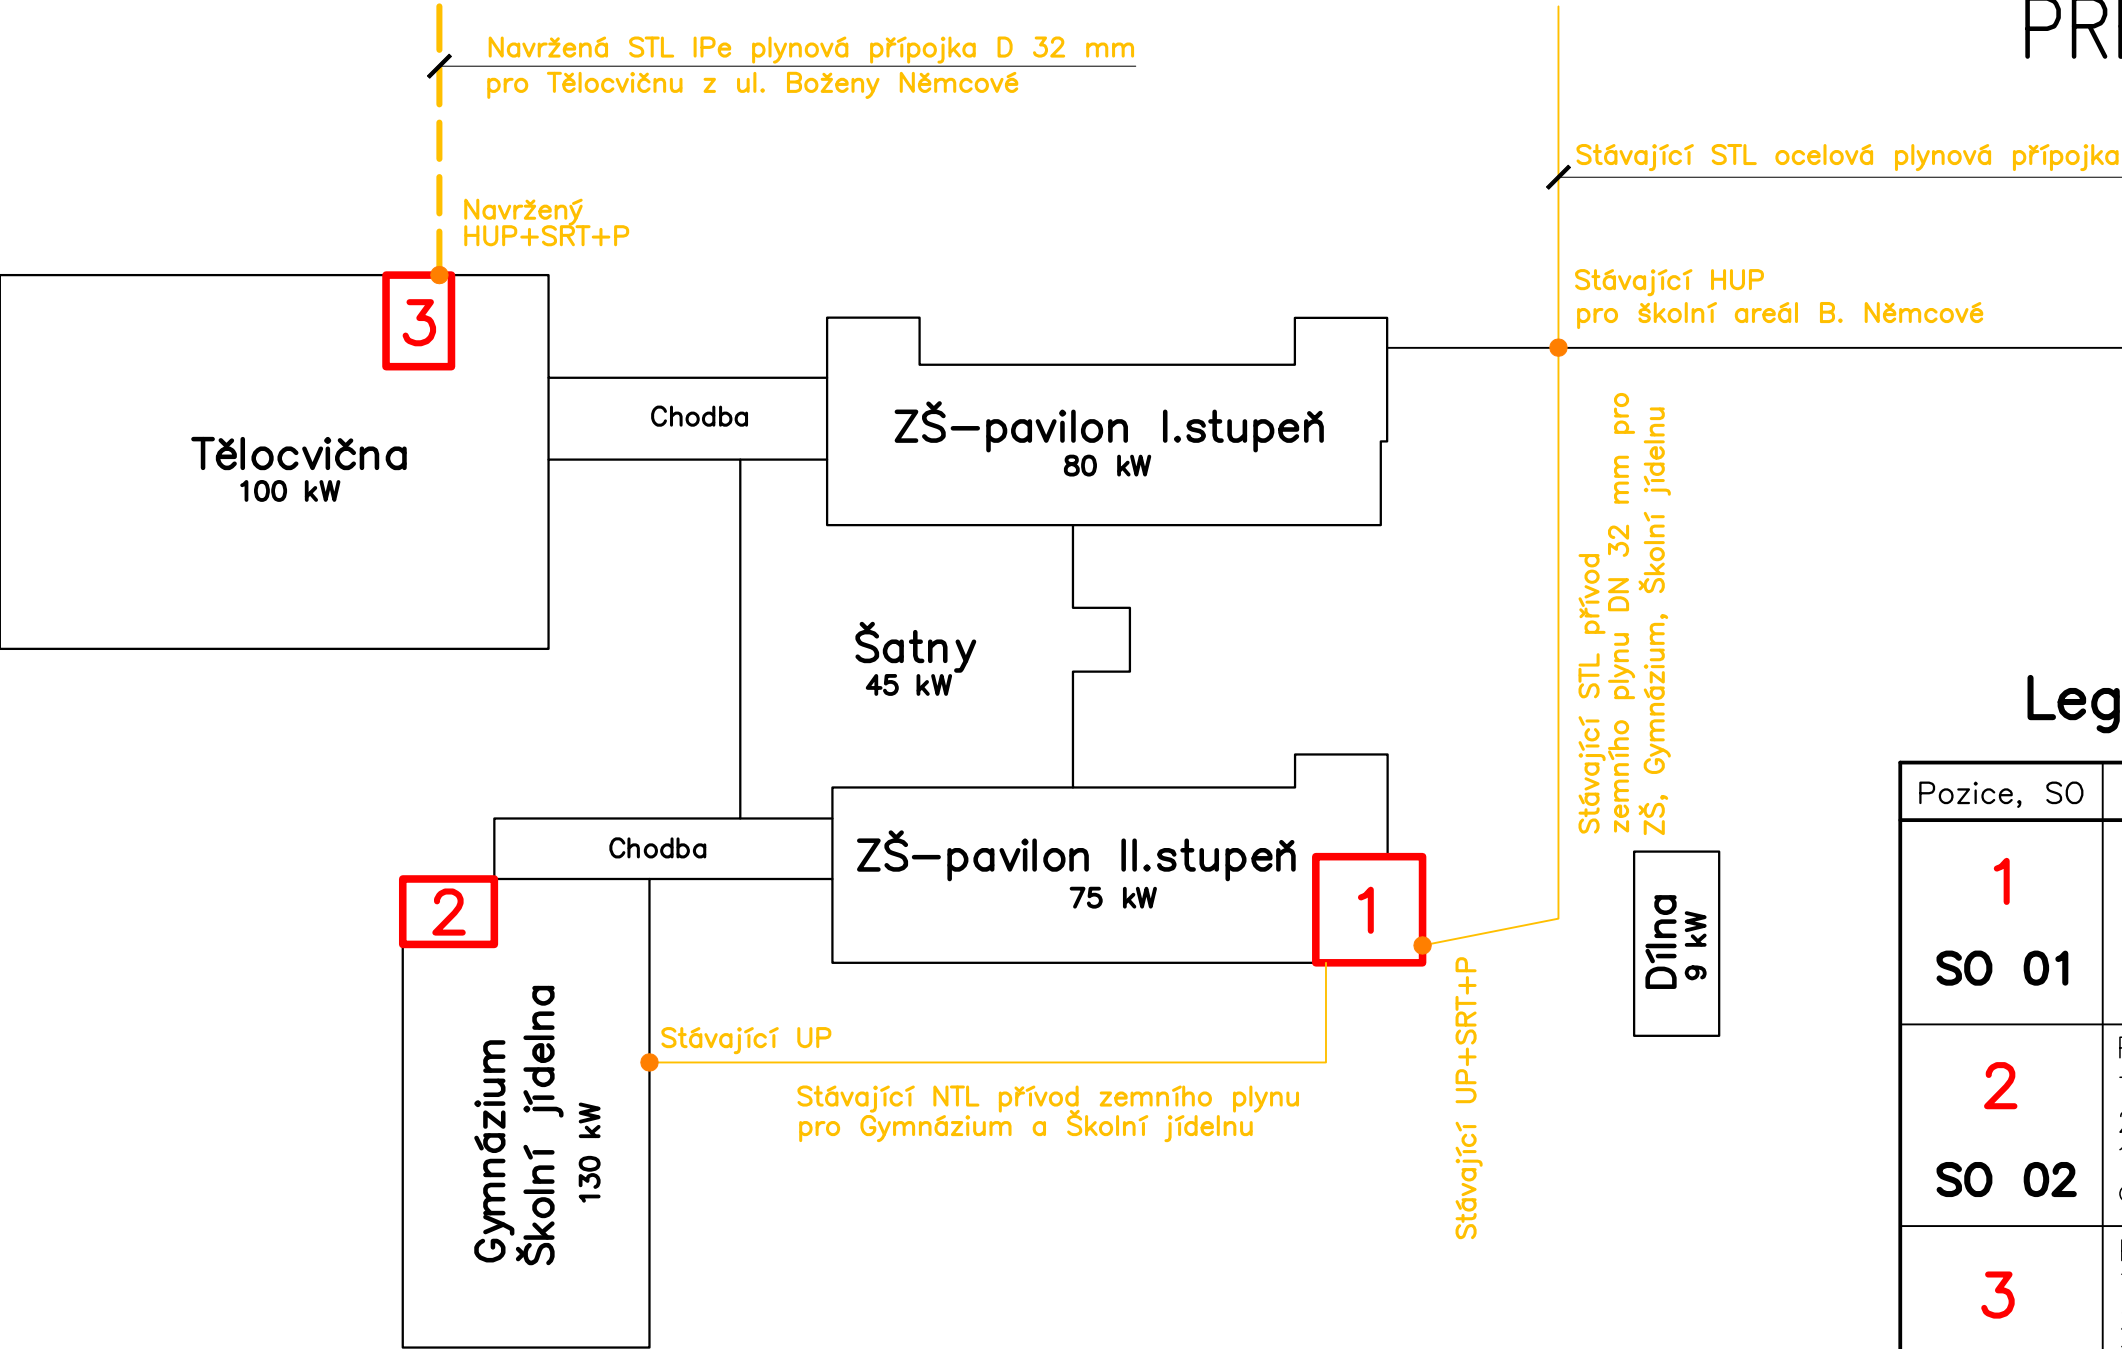 PŘI
Navržená STL IPe plynová přípojka D 32 mm
pro Tělocvičnu z ul. Boženy Němcové
Stávající STL ocelová plynová přípojka
Navržený
HUP+SRT+P
Stávající HUP
pro školní areál B. Němcové
3
Tělocvična
100 kW
Chodba
ZŠ-pavilon I.stupeň
80 kW
Stávající STL přívod
zemního plynu DN 32 mm pro
ZŠ, Gymnázium, Školní jídelnu
Šatny
45 kW
Chodba
ZŠ-pavilon II.stupeň
75 kW
1
2
Dílna
9 kW
Gymnázium
Školní jídelna
130 kW
Stávající UP
Stávající NTL přívod zemního plynu
pro Gymnázium a Školní jídelnu
Stávající UP+SRT+P
Leg
Pozice, SO
1
SO 01
2
SO 02
3